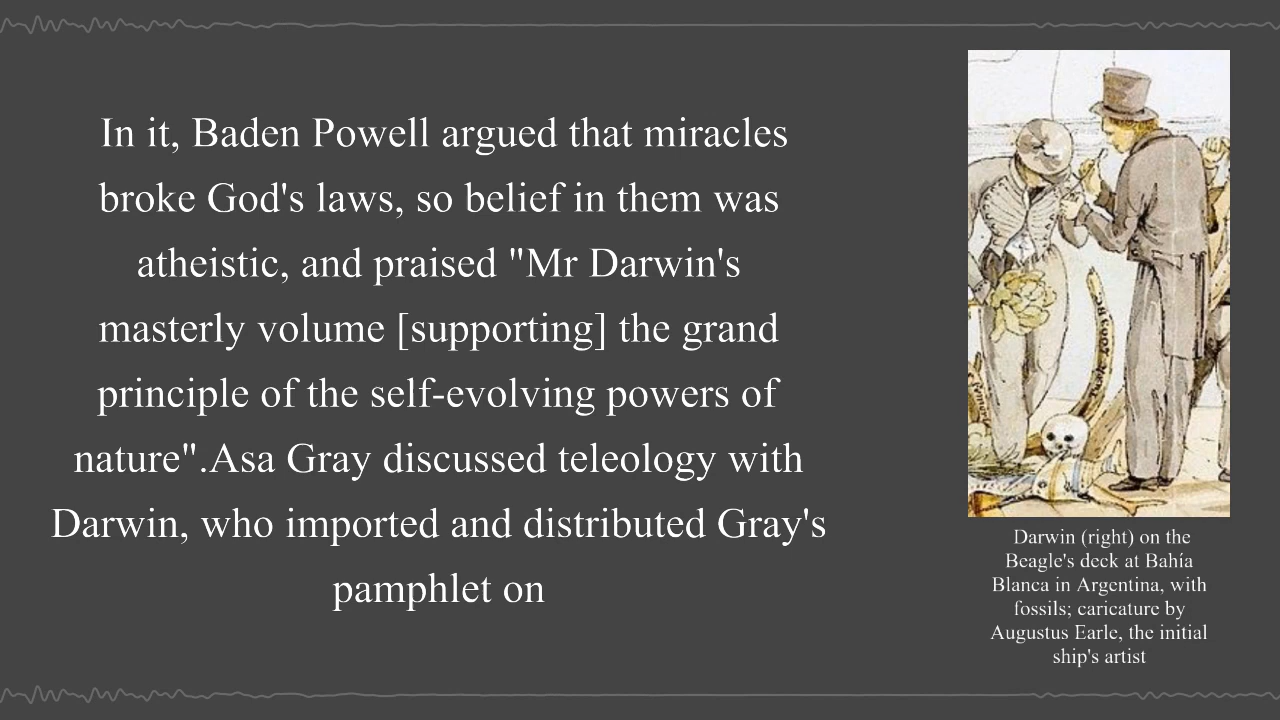 In it, Baden Powell argued that miracles
broke God's laws, so belief in them was
atheistic, and praised "Mr Darwin's
masterly volume [supporting] the grand
principle of the self-evolving powers of
nature".Asa Gray discussed teleology with
Darwin, who imported and distributed Gray's
pamphlet on
Darwin (right) on the
Beagle's deck at Bahía
Blanca in Argentina, with
fossils; caricature by
Augustus Earle, the initial
ship's artist